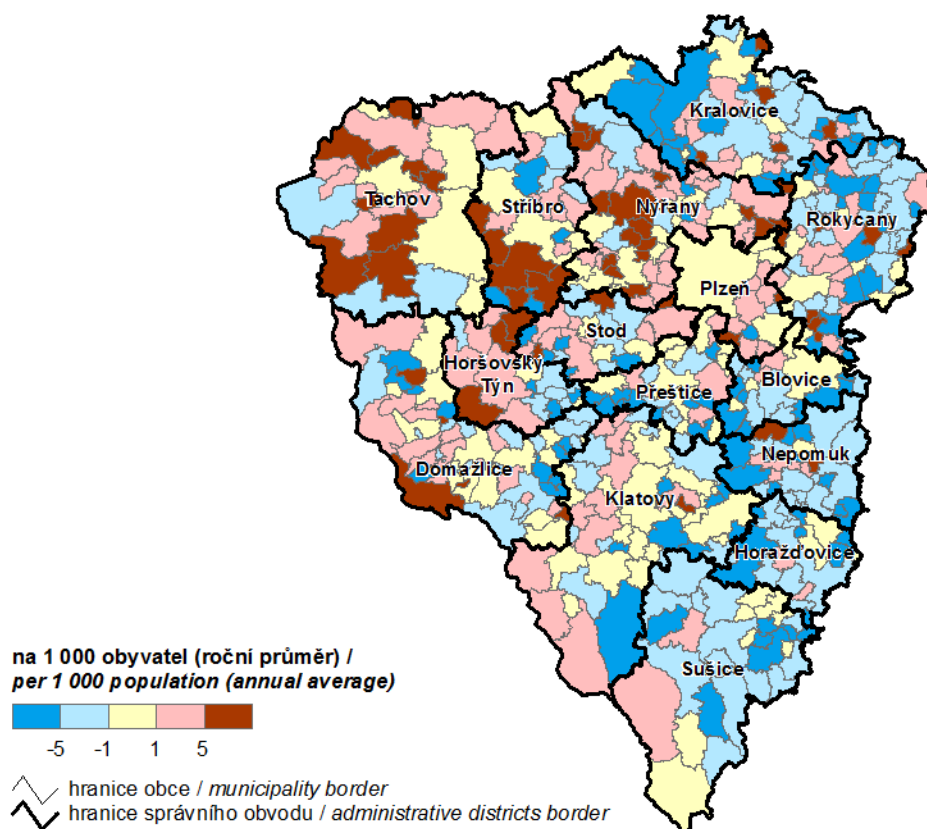 Kralovice
Tachov
Stříbro
Nýřany
Rokycany
Plzeň
Stod
Horšovský
Týn
Přeštice
Blovice
Domažlice
Nepomuk
Klatovy
Horažďovice
Sušice
na 1 000 obyvatel (roční průměr) /
per 1 000 population (annual average)
-5 -1 1 5
hranice obce / municipality border
hranice správního obvodu / administrative districts border